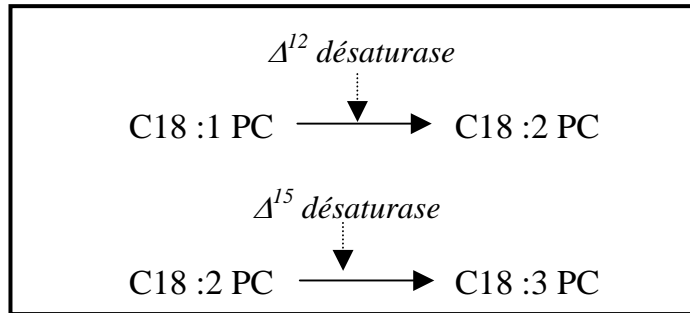 Δ¹² désaturase
C18 :1 PC C18 :2 PC
Δ¹⁵ désaturase
C18 :2 PC C18 :3 PC